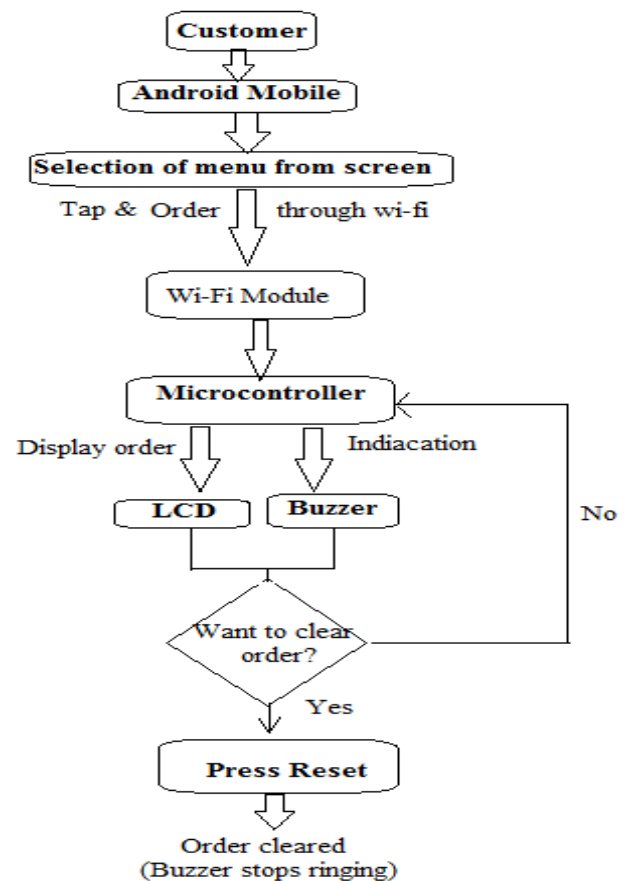 Customer
Android Mobile
Selection of menu from screen
Tap & Order through wi-fi
Wi-Fi Module
Microcontroller
Display order
Indiacation
LCD
Buzzer
No
Want to clear
order?
Yes
Press Reset
Order cleared
(Buzzer stops ringing)